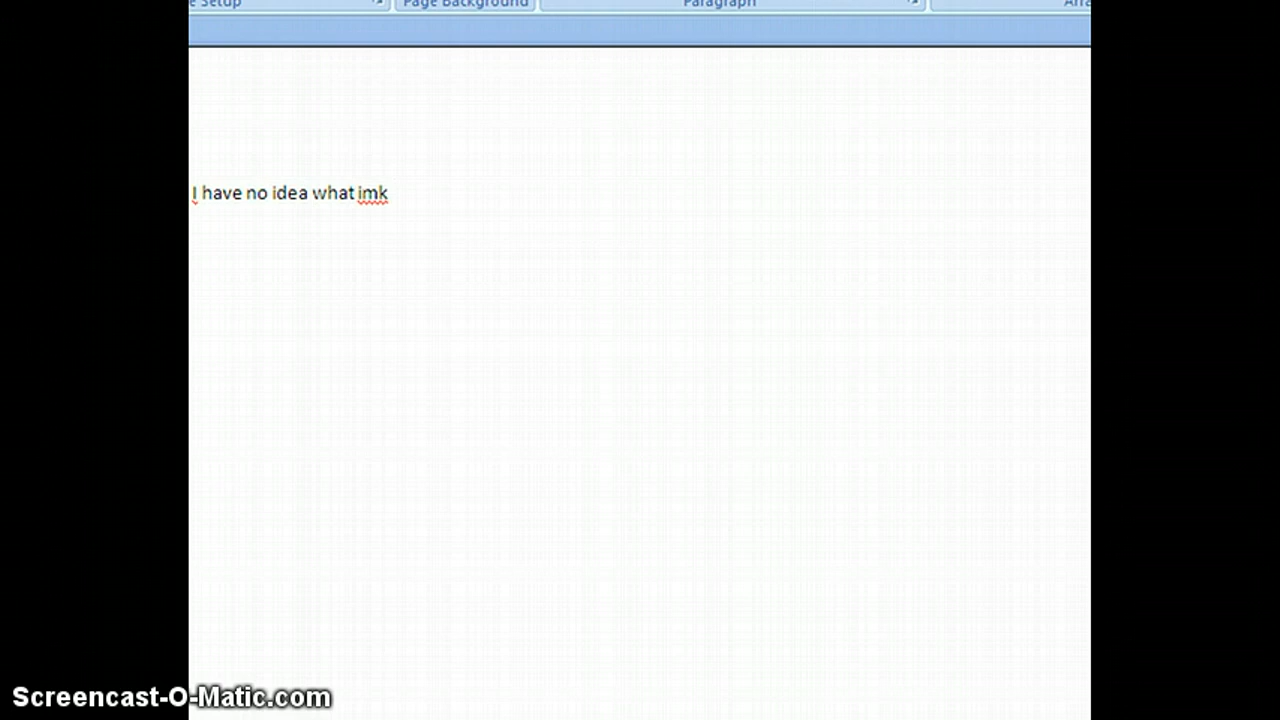 e Setup Page Background Paragraph Arra
I have no idea what imk
Screencast-O-Matic.com